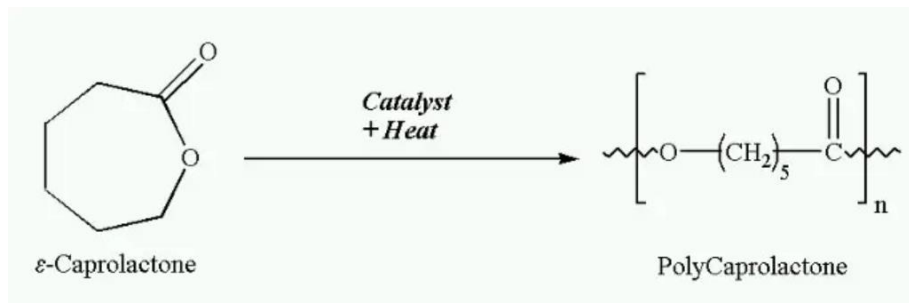 O
O
Catalyst
+ Heat
O
O
(CH₂)₅
C
n
ε-Caprolactone
PolyCaprolactone